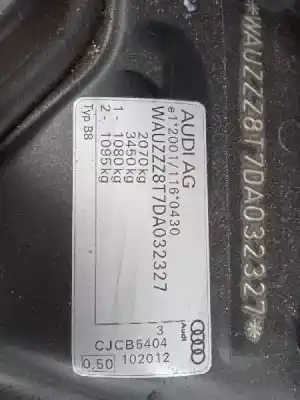 AUDI AG
e1*2001/116*0430
WAUZZZ8T7DA032327
2070kg
3450kg
1- 1080kg
2- 1095kg
Typ B8
3
Audi
CJCB5404
0,50 102012
*WAUZZZ8T7DA032327*